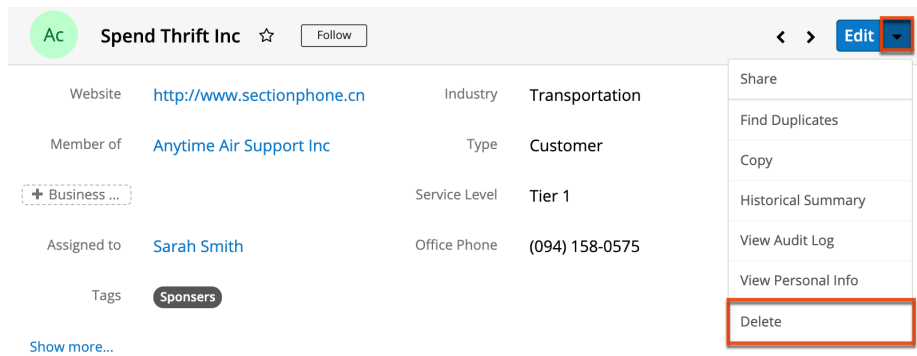 Ac Spend Thrift Inc Follow Edit
Share
Website http://www.sectionphone.cn Industry Transportation
Find Duplicates
Member of Anytime Air Support Inc Type Customer
Copy
+ Business ... Service Level Tier 1
Historical Summary
Assigned to Sarah Smith Office Phone (094) 158-0575
View Audit Log
View Personal Info
Tags Sponsers
Delete
Show more...